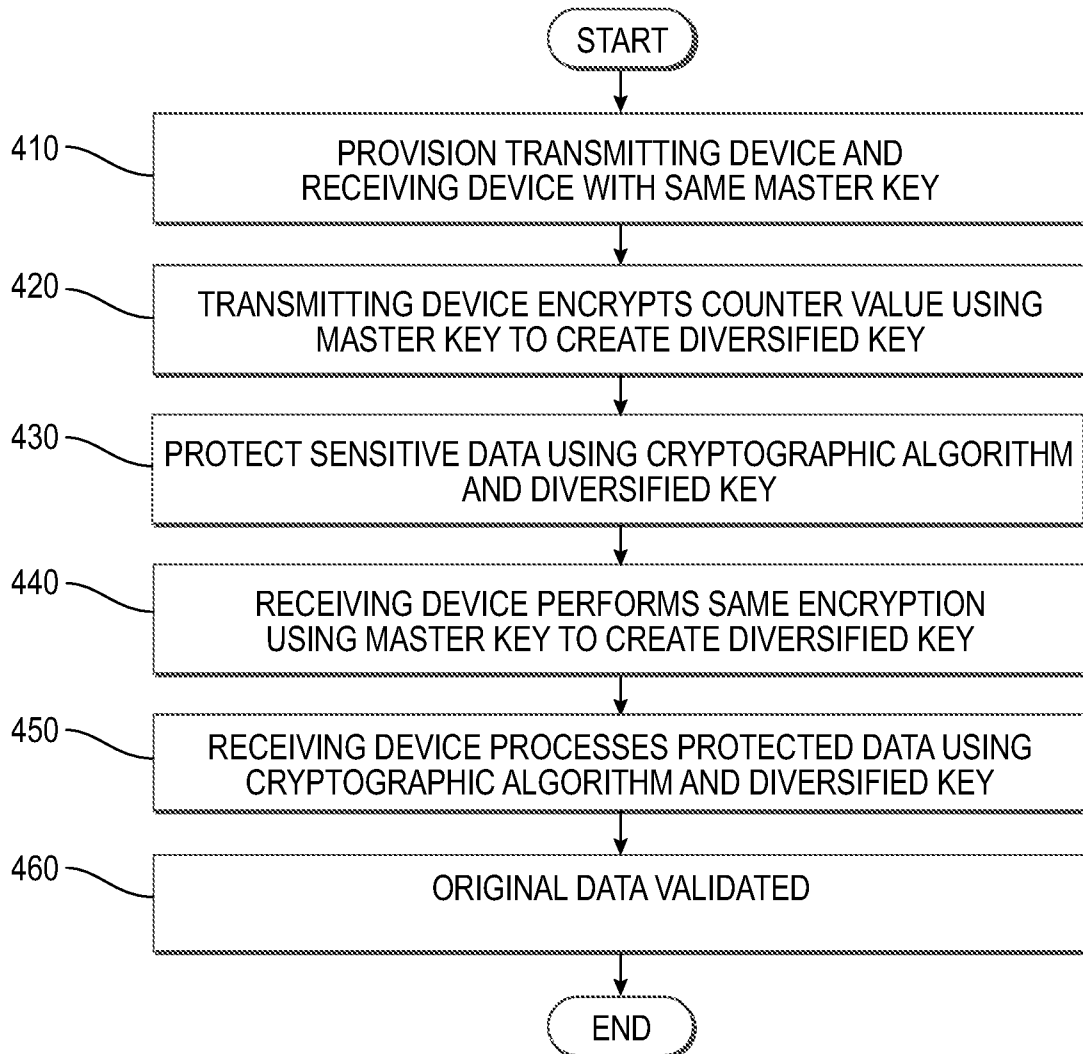 START
410
PROVISION TRANSMITTING DEVICE AND
RECEIVING DEVICE WITH SAME MASTER KEY
420
TRANSMITTING DEVICE ENCRYPTS COUNTER VALUE USING
MASTER KEY TO CREATE DIVERSIFIED KEY
430
PROTECT SENSITIVE DATA USING CRYPTOGRAPHIC ALGORITHM
AND DIVERSIFIED KEY
440
RECEIVING DEVICE PERFORMS SAME ENCRYPTION
USING MASTER KEY TO CREATE DIVERSIFIED KEY
450
RECEIVING DEVICE PROCESSES PROTECTED DATA USING
CRYPTOGRAPHIC ALGORITHM AND DIVERSIFIED KEY
460
ORIGINAL DATA VALIDATED
END